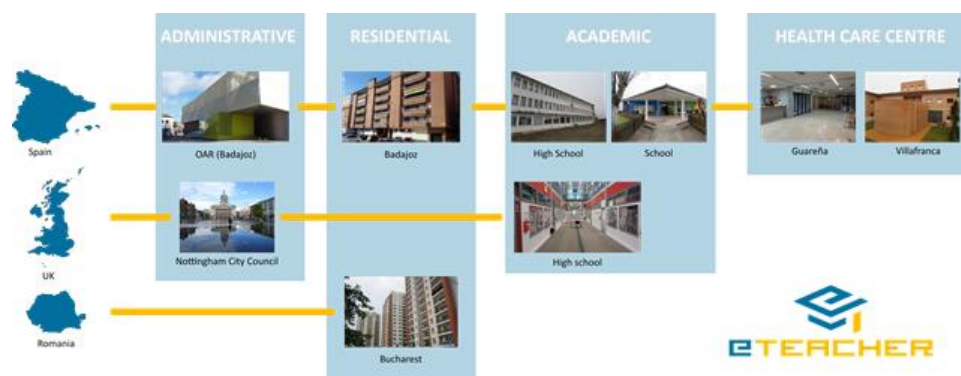 ADMINISTRATIVE
RESIDENTIAL
ACADEMIC
HEALTH CARE CENTRE
Spain
OAR (Badajoz)
Badajoz
High School
School
Guareña
Villafranca
UK
Nottingham City Council
High school
Romania
Bucharest
eTEACHER